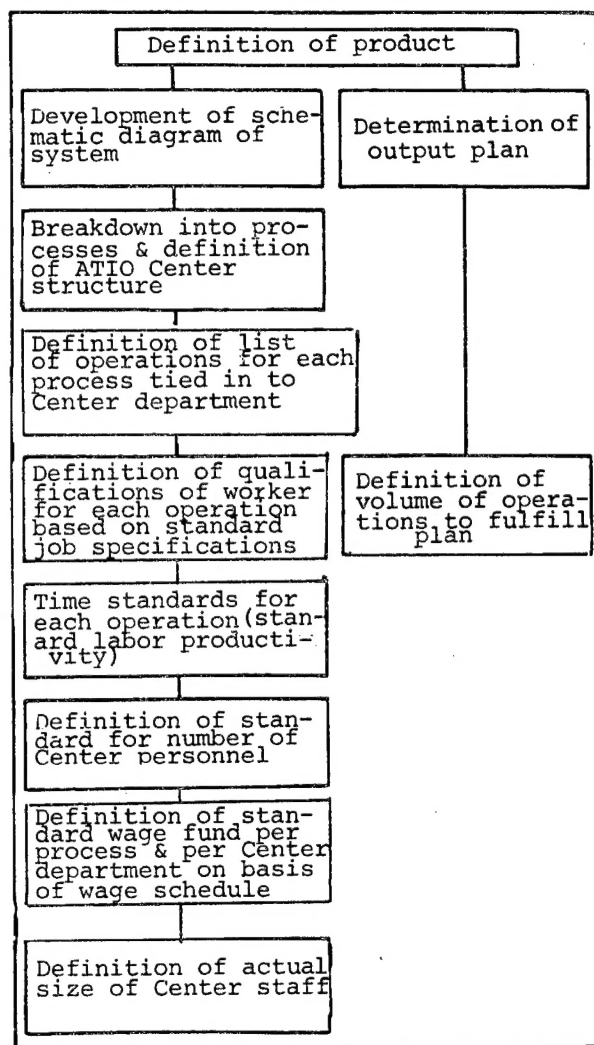 Definition of product
Development of sche-
matic diagram of
system
Determination of
output plan
Breakdown into pro-
cesses & definition
of ATIO Center
structure
Definition of list
of operations for each
process tied in to
Center department
Definition of quali-
fications of worker
for each operation
based on standard
job specifications
Definition of
volume of opera-
tions to fulfill
plan
Time standards for
each operation(stan-
ard labor producti-
vity)
Definition of stan-
dard for number of
Center personnel
Definition of stan-
dard wage fund per
process & per Center
department on basis
of wage schedule
Definition of actual
size of Center staff